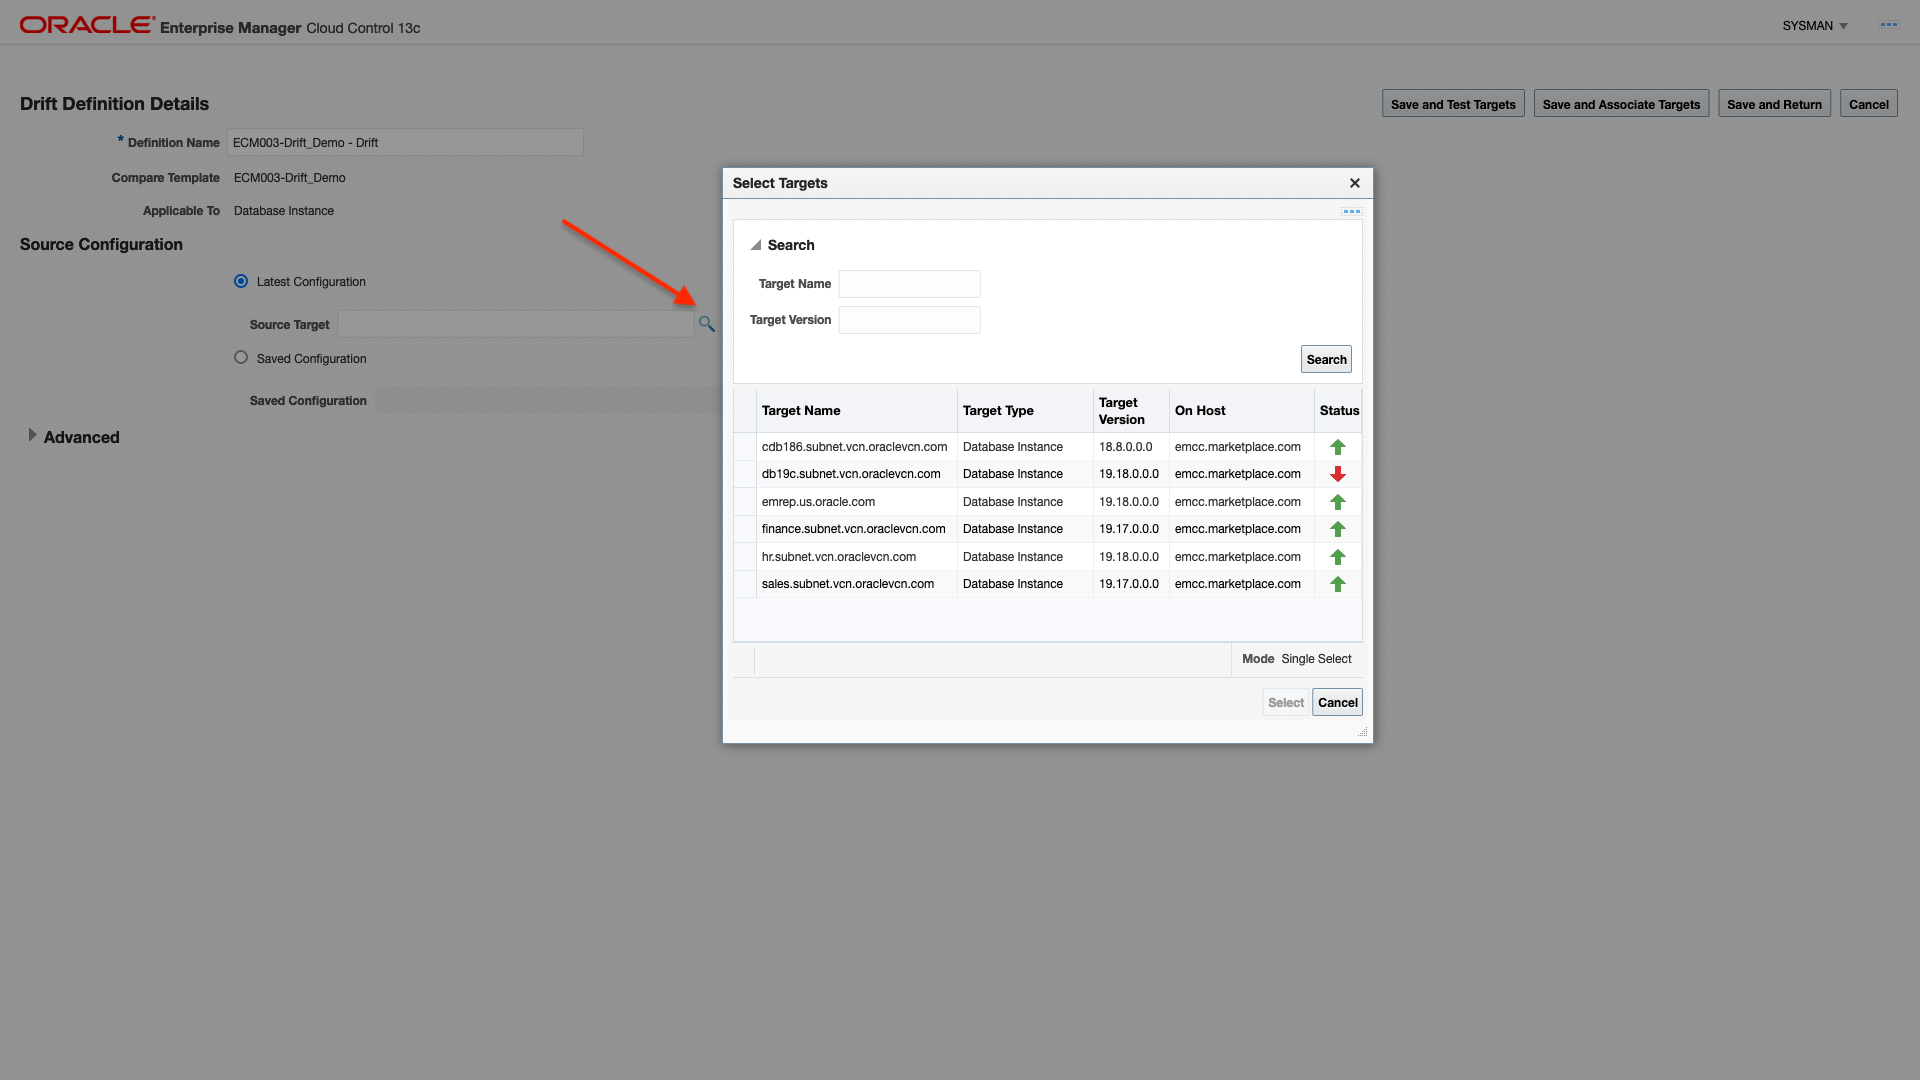 ORACLE Enterprise Manager Cloud Control 13c
SYSMAN
Drift Definition Details
Save and Test Targets
Save and Associate Targets
Save and Return
Cancel
* Definition Name ECM003-Drift_Demo - Drift
Compare Template ECM003-Drift_Demo
Applicable To Database Instance
Source Configuration
Latest Configuration
Source Target
Saved Configuration
Saved Configuration
Advanced
Select Targets
Search
Target Name
Target Version
Search
Target Name Target Type Target Version On Host Status
cdb186.subnet.vcn.oraclevcn.com Database Instance 18.8.0.0.0 emcc.marketplace.com
db19c.subnet.vcn.oraclevcn.com Database Instance 19.18.0.0.0 emcc.marketplace.com
emrep.us.oracle.com Database Instance 19.18.0.0.0 emcc.marketplace.com
finance.subnet.vcn.oraclevcn.com Database Instance 19.17.0.0.0 emcc.marketplace.com
hr.subnet.vcn.oraclevcn.com Database Instance 19.18.0.0.0 emcc.marketplace.com
sales.subnet.vcn.oraclevcn.com Database Instance 19.17.0.0.0 emcc.marketplace.com
Mode Single Select
Select Cancel